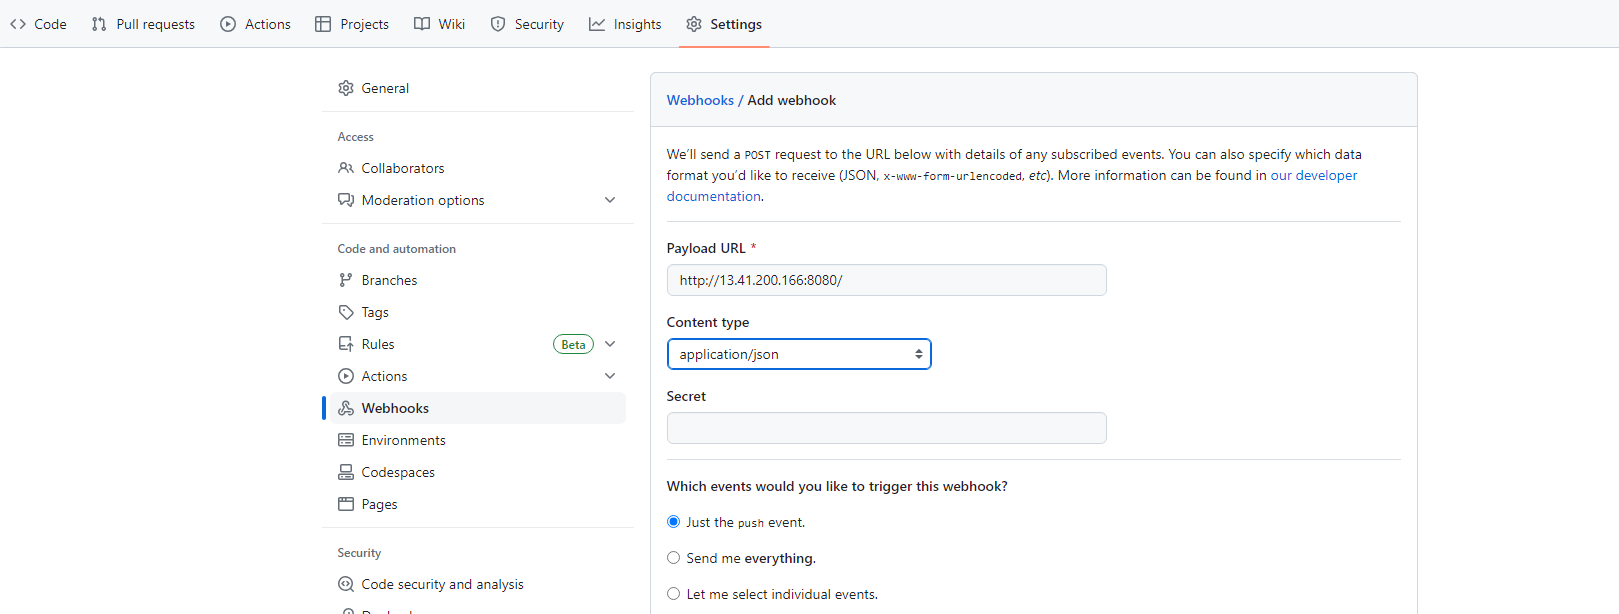 Code Pull requests Actions Projects Wiki Security Insights Settings
General
Access
Collaborators
Moderation options
Code and automation
Branches
Tags
Rules Beta
Actions
Webhooks
Environments
Codespaces
Pages
Security
Code security and analysis
Webhooks / Add webhook
We'll send a POST request to the URL below with details of any subscribed events. You can also specify which data
format you'd like to receive (JSON, x-www-form-urlencoded, etc). More information can be found in our developer
documentation.
Payload URL *
http://13.41.200.166:8080/
Content type
application/json
Secret
Which events would you like to trigger this webhook?
Just the push event.
Send me everything.
Let me select individual events.